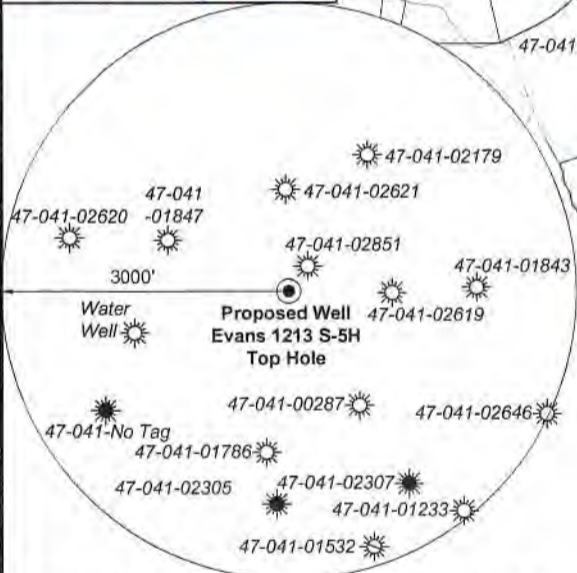 47-041
47-041-02179
47-041
-01847
47-041-02621
47-041-02620
47-041-02851
47-041-01843
3000'
Water
Well
Proposed Well
Evans 1213 S-5H
Top Hole
47-041-02619
47-041-00287
47-041-02646
47-041-No Tag
47-041-01786
47-041-02305
47-041-02307
47-041-01233
47-041-01532